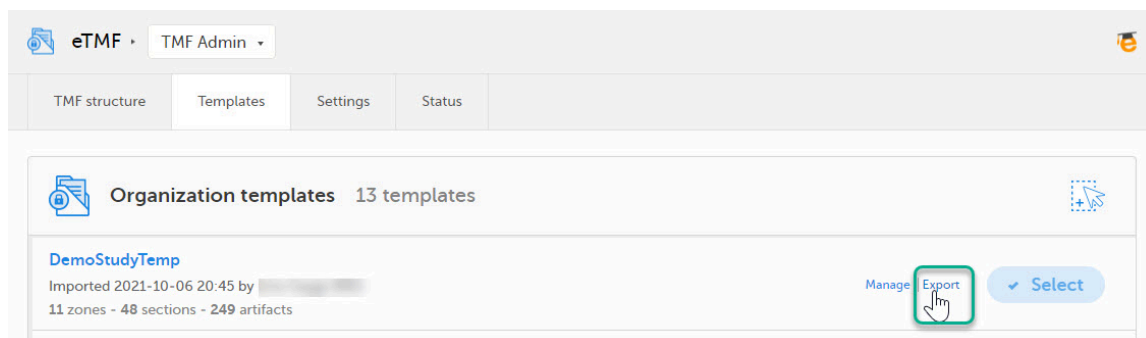 eTMF TMF Admin
TMF structure Templates Settings Status
Organization templates 13 templates
DemoStudyTemp
Imported 2021-10-06 20:45 by
Manage | Export Select
11 zones - 48 sections - 249 artifacts